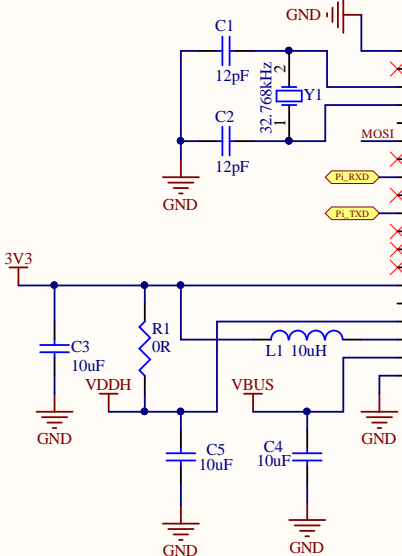 GND
C1
12pF
2
32.768kHz
Y1
1
C2
12pF
MOSI
GND
Pi_RXD
Pi_TXD
3V3
R1
0R
C3
10uF
L1 10uH
VDDH
VBUS
GND
GND
C5
10uF
C4
10uF
GND
GND